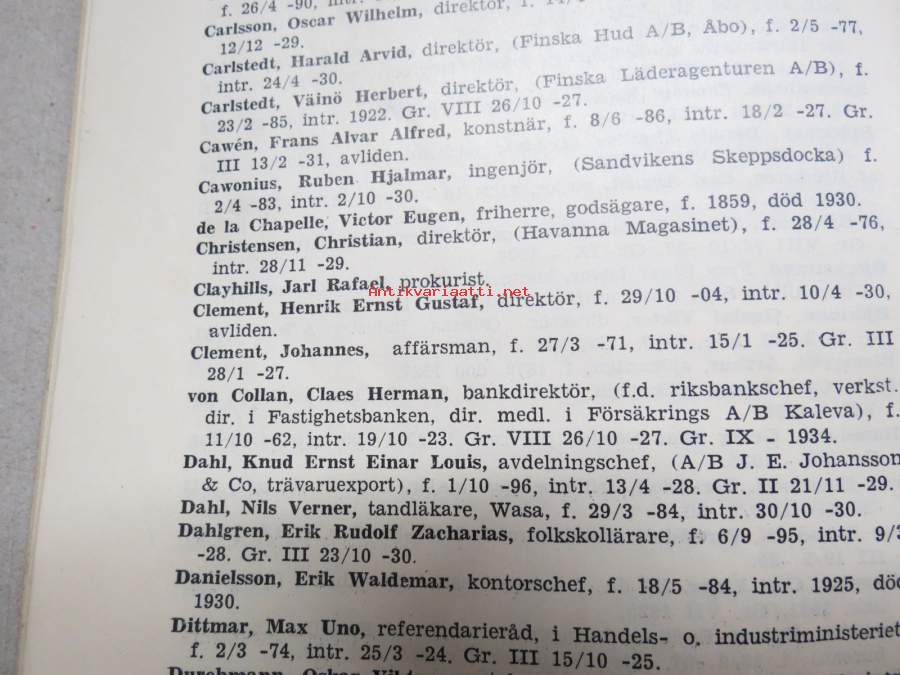 f. 26/4 -90,
Carlsson, Oscar Wilhelm, direktör,
12/12 -29.
Carlstedt, Harald Arvid, direktör, (Finska Hud A/B, Åbo), f. 2/5 -77,
intr. 24/4 -30.
Carlstedt, Väinö Herbert, direktör, (Finska Läderagenturen A/B), f.
23/2 -85, intr. 1922. Gr. VIII 26/10 -27.
Cawén, Frans Alvar Alfred, konstnär, f. 8/6 -86, intr. 18/2 -27. Gr.
III 13/2 -31, avliden.
Cawonius, Ruben Hjalmar, ingenjör, (Sandvikens Skeppsdocka) f.
2/4 -83, intr. 2/10 -30.
de la Chapelle, Victor Eugen, friherre, godsägare, f. 1859, död 1930.
Christensen, Christian, direktör, (Havanna Magasinet), f. 28/4 -76,
intr. 28/11 -29.
Clayhills, Jarl Rafael, prokurist.
Antikvariaatti.net
Clement, Henrik Ernst Gustaf, direktör, f. 29/10 -04, intr. 10/4 -30,
avliden.
Clement, Johannes, affärsman, f. 27/3 -71, intr. 15/1 -25. Gr. III
28/1 -27.
von Collan, Claes Herman, bankdirektör, (f.d. riksbankschef, verkst.
dir. i Fastighetsbanken, dir. medl. i Försäkrings A/B Kaleva), f.
11/10 -62, intr. 19/10 -23. Gr. VIII 26/10 -27. Gr. IX - 1934.
Dahl, Knud Ernst Einar Louis, avdelningschef, (A/B J. E. Johansson
& Co, trävaruexport), f. 1/10 -96, intr. 13/4 -28. Gr. II 21/11 -29.
Dahl, Nils Verner, tandläkare, Wasa, f. 29/3 -84, intr. 30/10 -30.
Dahlgren, Erik Rudolf Zacharias, folkskollärare, f. 6/9 -95, intr. 9/3
-28. Gr. III 23/10 -30.
Danielsson, Erik Waldemar, kontorschef, f. 18/5 -84, intr. 1925, död
1930.
Dittmar, Max Uno, referendarieråd, i Handels- o. industriministeriet
f. 2/3 -74, intr. 25/3 -24. Gr. III 15/10 -25.